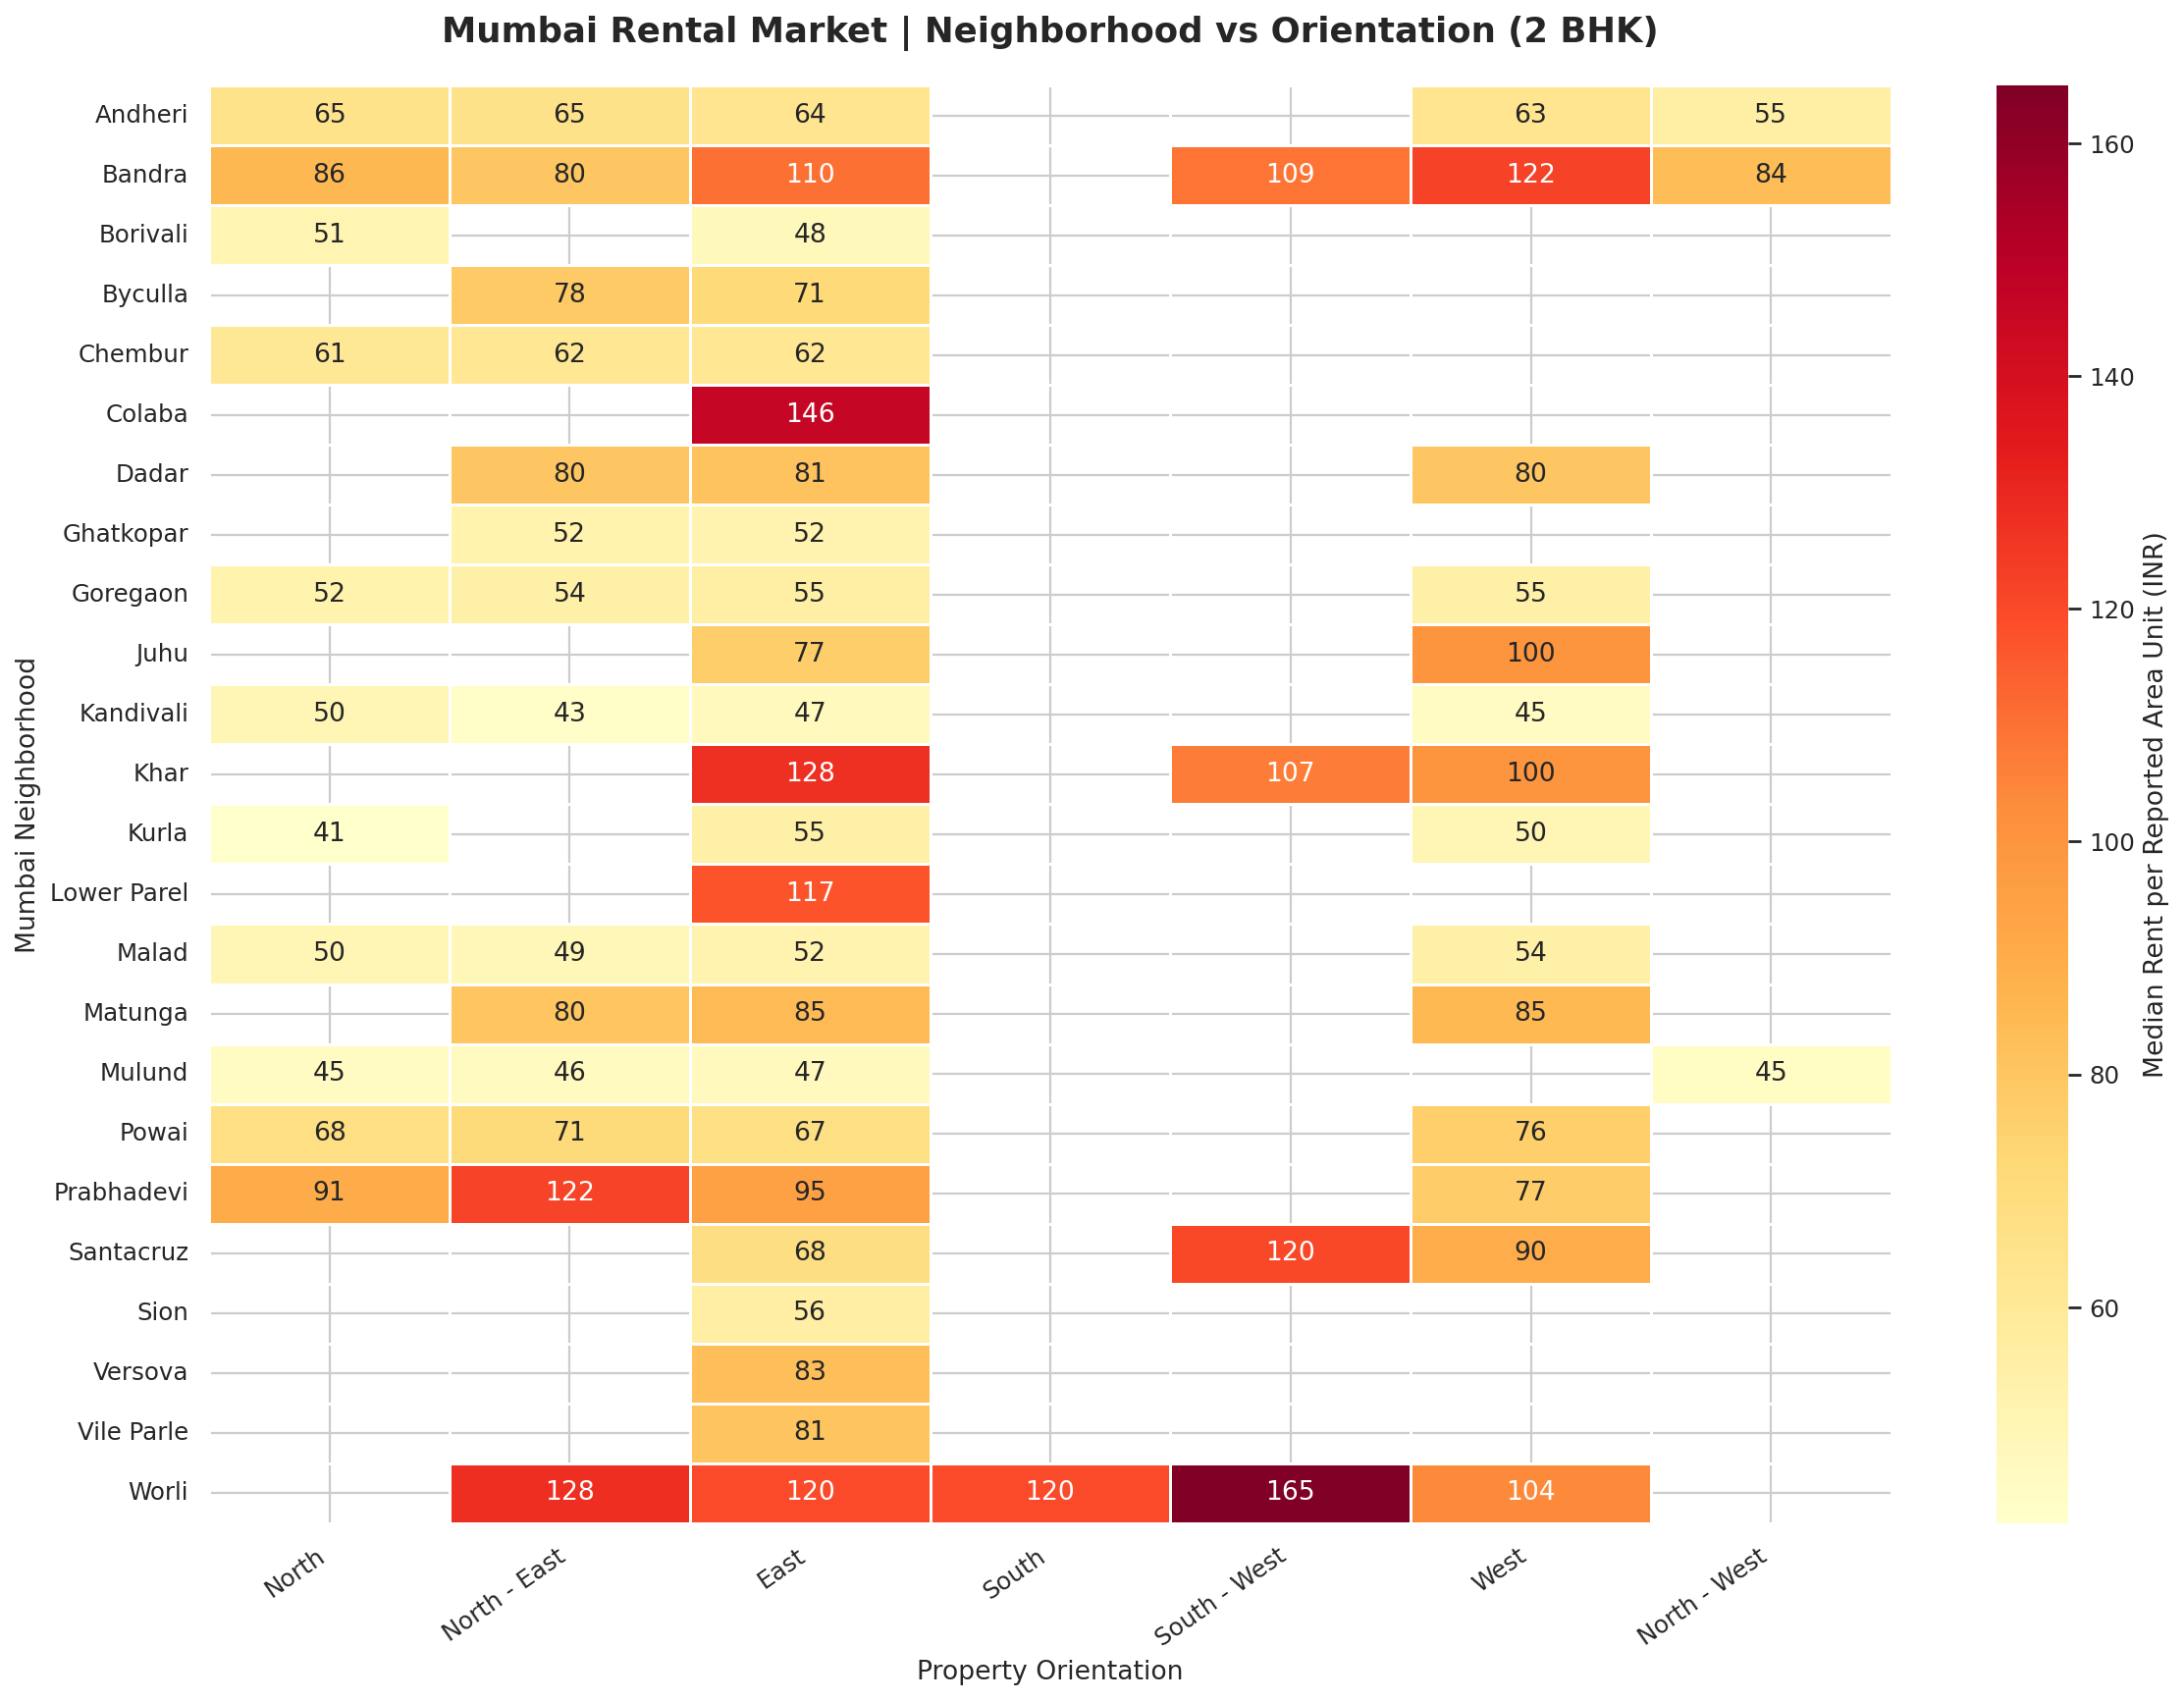 Mumbai Rental Market | Neighborhood vs Orientation (2 BHK)
Mumbai Neighborhood
Andheri 65 65 64 63 55
Bandra 86 80 110 109 122 84
Borivali 51 48
Byculla 78 71
Chembur 61 62 62
Colaba 146
Dadar 80 81 80
Ghatkopar 52 52
Goregaon 52 54 55 55
Juhu 77 100
Kandivali 50 43 47 45
Khar 128 107 100
Kurla 41 55 50
Lower Parel 117
Malad 50 49 52 54
Matunga 80 85 85
Mulund 45 46 47 45
Powai 68 71 67 76
Prabhadevi 91 122 95 77
Santacruz 68 120 90
Sion 56
Versova 83
Vile Parle 81
Worli 128 120 120 165 104
North North - East East South South - West West North - West
Property Orientation
160
140
120
100
80
60
Median Rent per Reported Area Unit (INR)